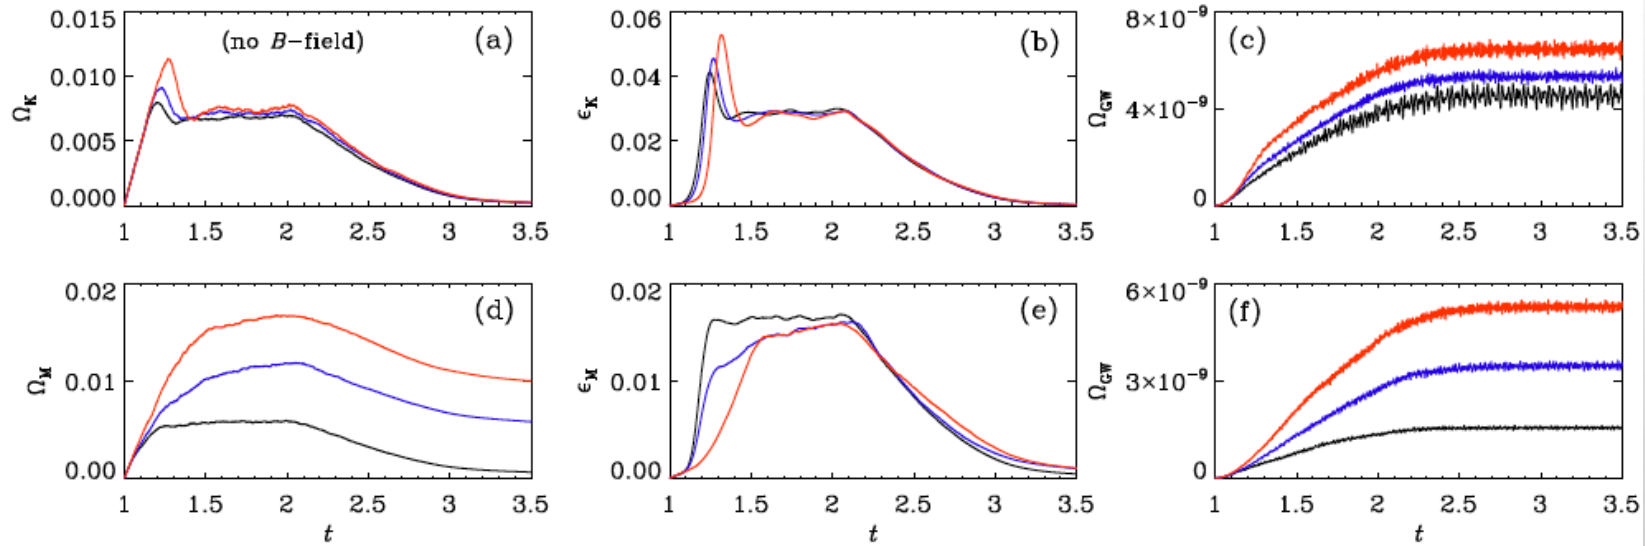 0.015
0.010
0.005
0.000
Ω_K
(no B–field)
(a)
1 1.5 2 2.5 3 3.5
0.06
0.04
0.02
0.00
ϵ_K
(b)
1 1.5 2 2.5 3 3.5
8×10⁻⁹
4×10⁻⁹
0
Ω_GW
(c)
1 1.5 2 2.5 3 3.5
0.02
0.01
0.00
Ω_M
(d)
1 1.5 2 2.5 3 3.5
t
0.02
0.01
0.00
ϵ_M
(e)
1 1.5 2 2.5 3 3.5
t
6×10⁻⁹
3×10⁻⁹
0
Ω_GW
(f)
1 1.5 2 2.5 3 3.5
t